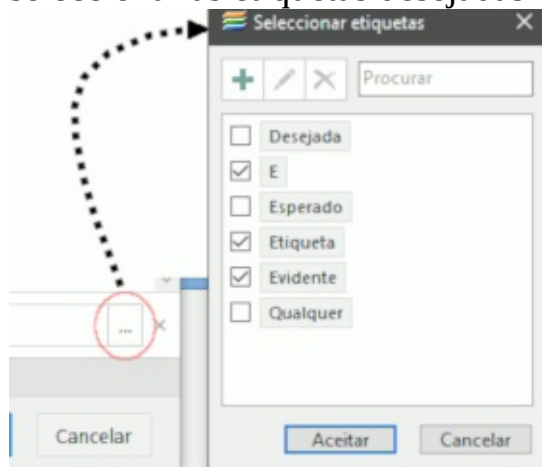 Seleccionar etiquetas
Procurar
Desejada
E
Esperado
Etiqueta
Evidente
Qualquer
...
Cancelar
Aceitar
Cancelar